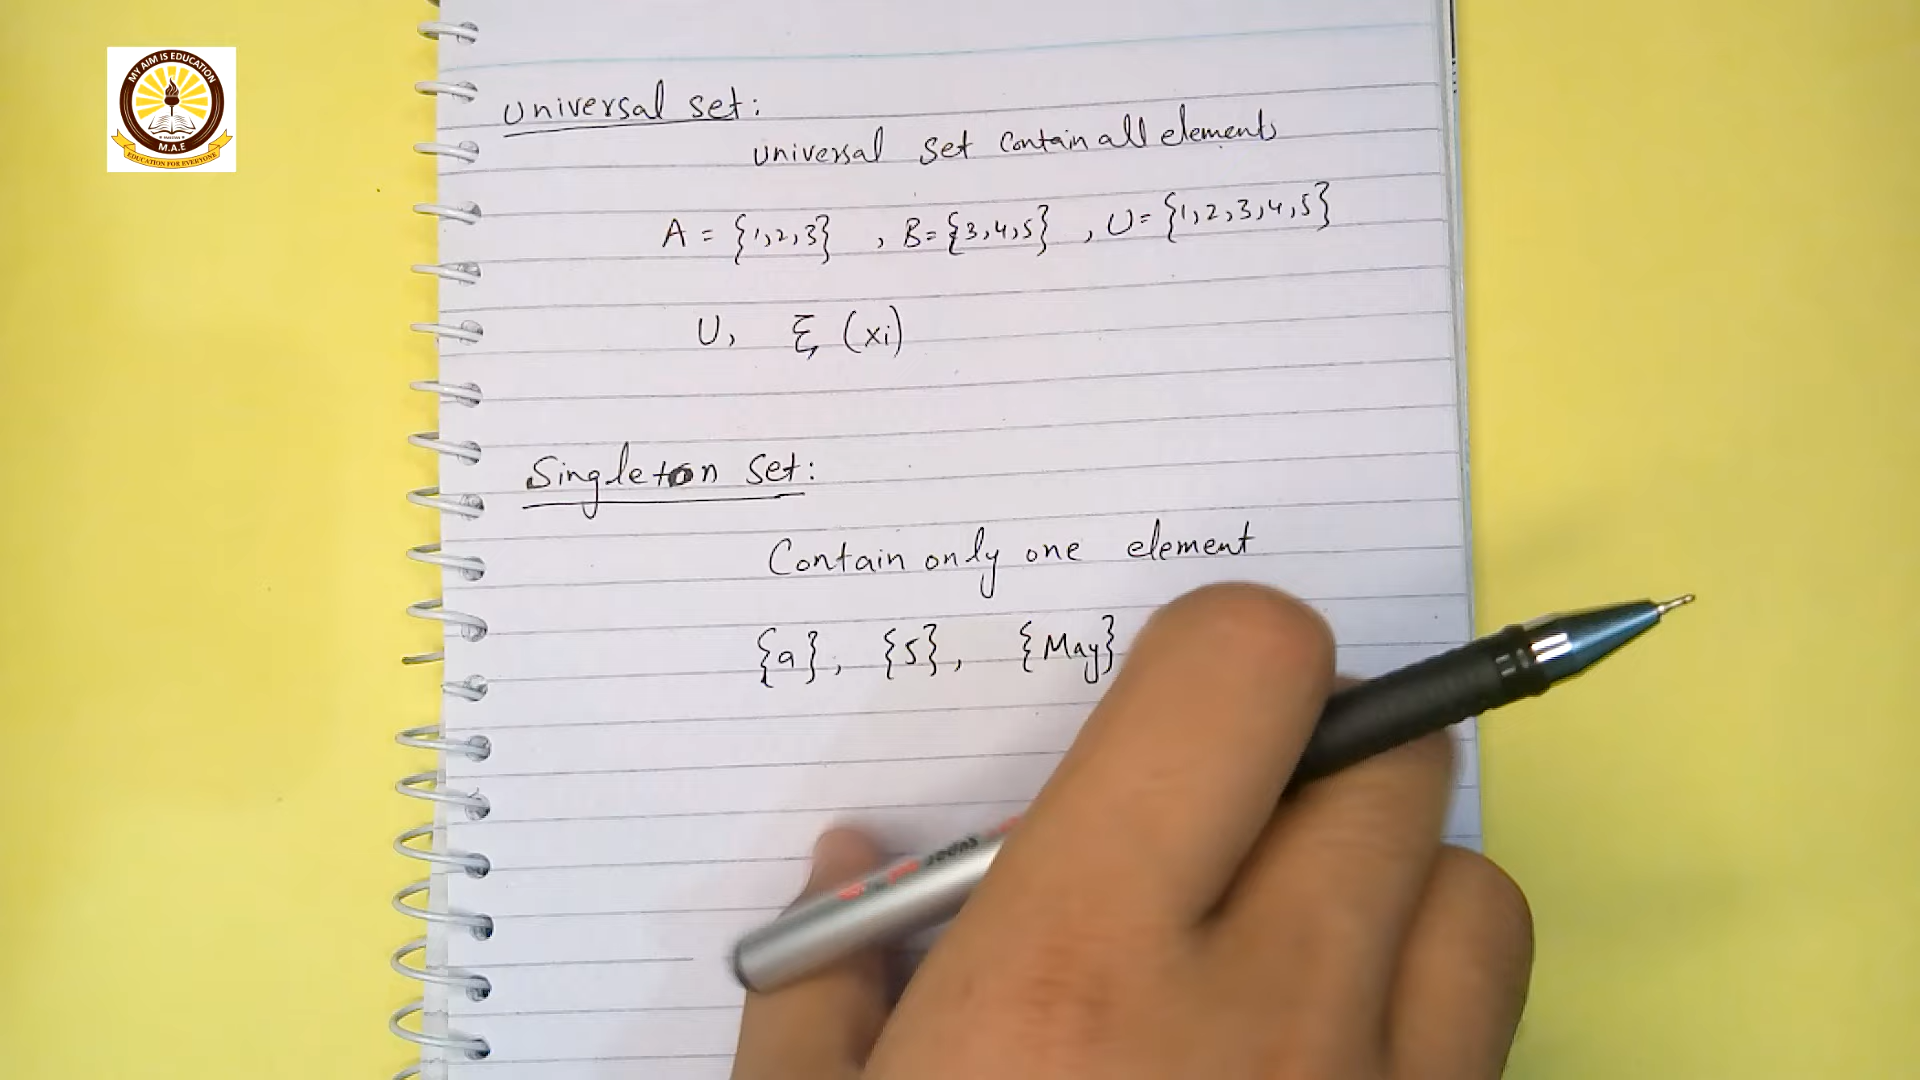 MY AIM IS EDUCATION
M.A.E
EDUCATION FOR EVERYONE
Universal set:
Universal set Contain all elements
A = {1,2,3} , B={3,4,5} , U={1,2,3,4,5}
U, ξ (xi)
Singleton Set:
Contain only one element
{a}, {5}, {May}